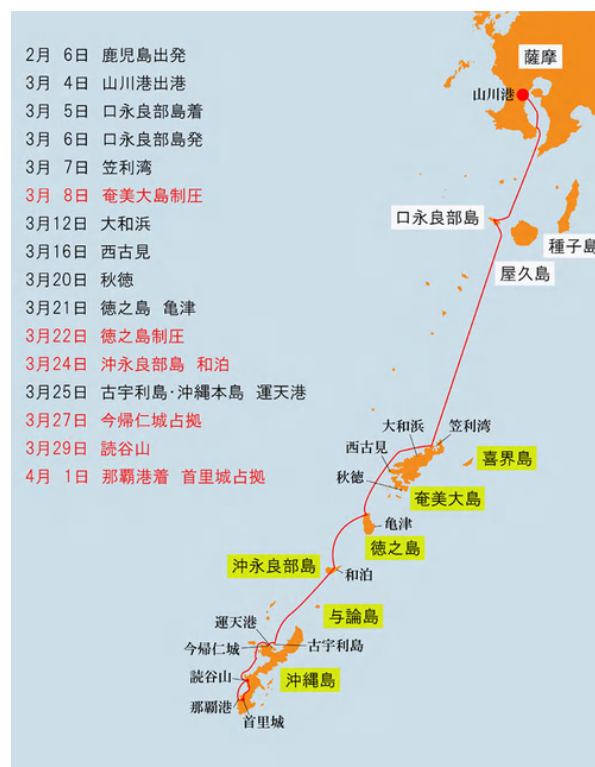 2月 6日 鹿児島出発
3月 4日 山川港出港
3月 5日 口永良部島着
3月 6日 口永良部島発
3月 7日 笠利湾
3月 8日 奄美大島制圧
3月12日 大和浜
3月16日 西古見
3月20日 秋徳
3月21日 徳之島 亀津
3月22日 徳之島制圧
3月24日 沖永良部島 和泊
3月25日 古宇利島･沖縄本島 運天港
3月27日 今帰仁城占拠
3月29日 読谷山
4月 1日 那覇港着 首里城占拠
薩摩
山川港
口永良部島
種子島
屋久島
大和浜
笠利湾
西古見
喜界島
秋徳
奄美大島
亀津
徳之島
沖永良部島
和泊
与論島
運天港
今帰仁城
古宇利島
読谷山
沖縄島
那覇港
首里城